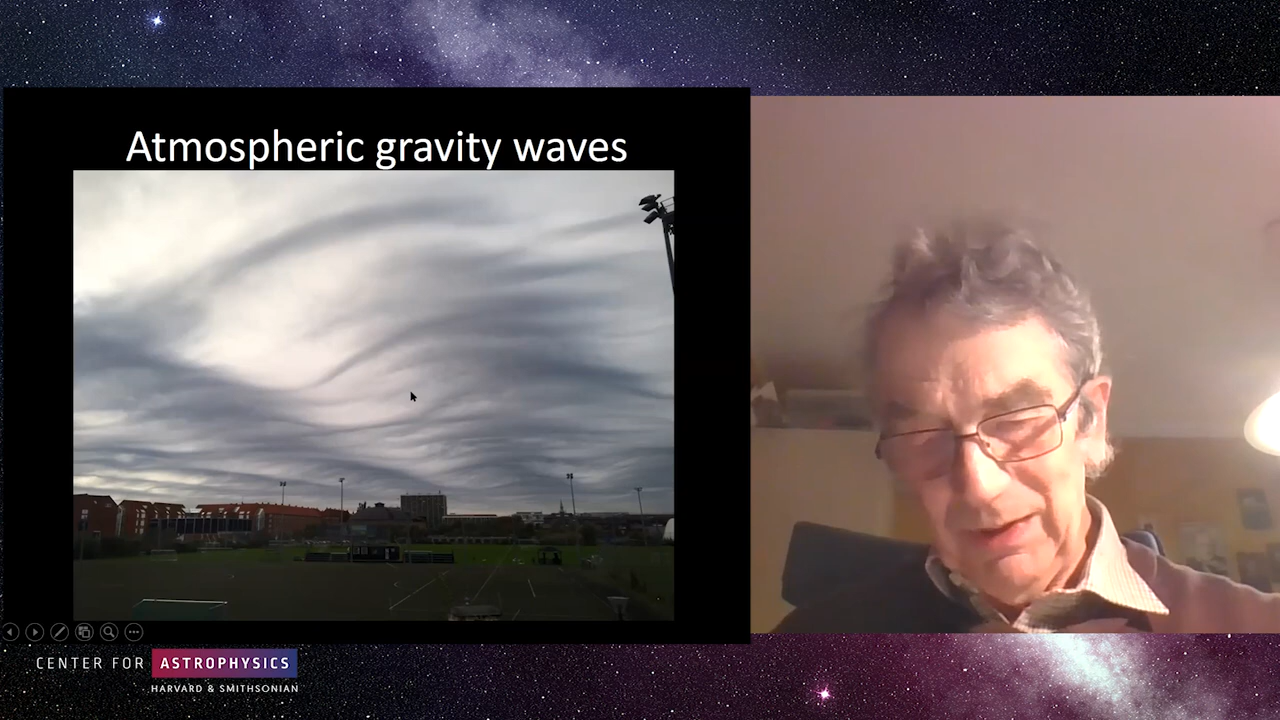 Atmospheric gravity waves
CENTER FOR ASTROPHYSICS
HARVARD & SMITHSONIAN